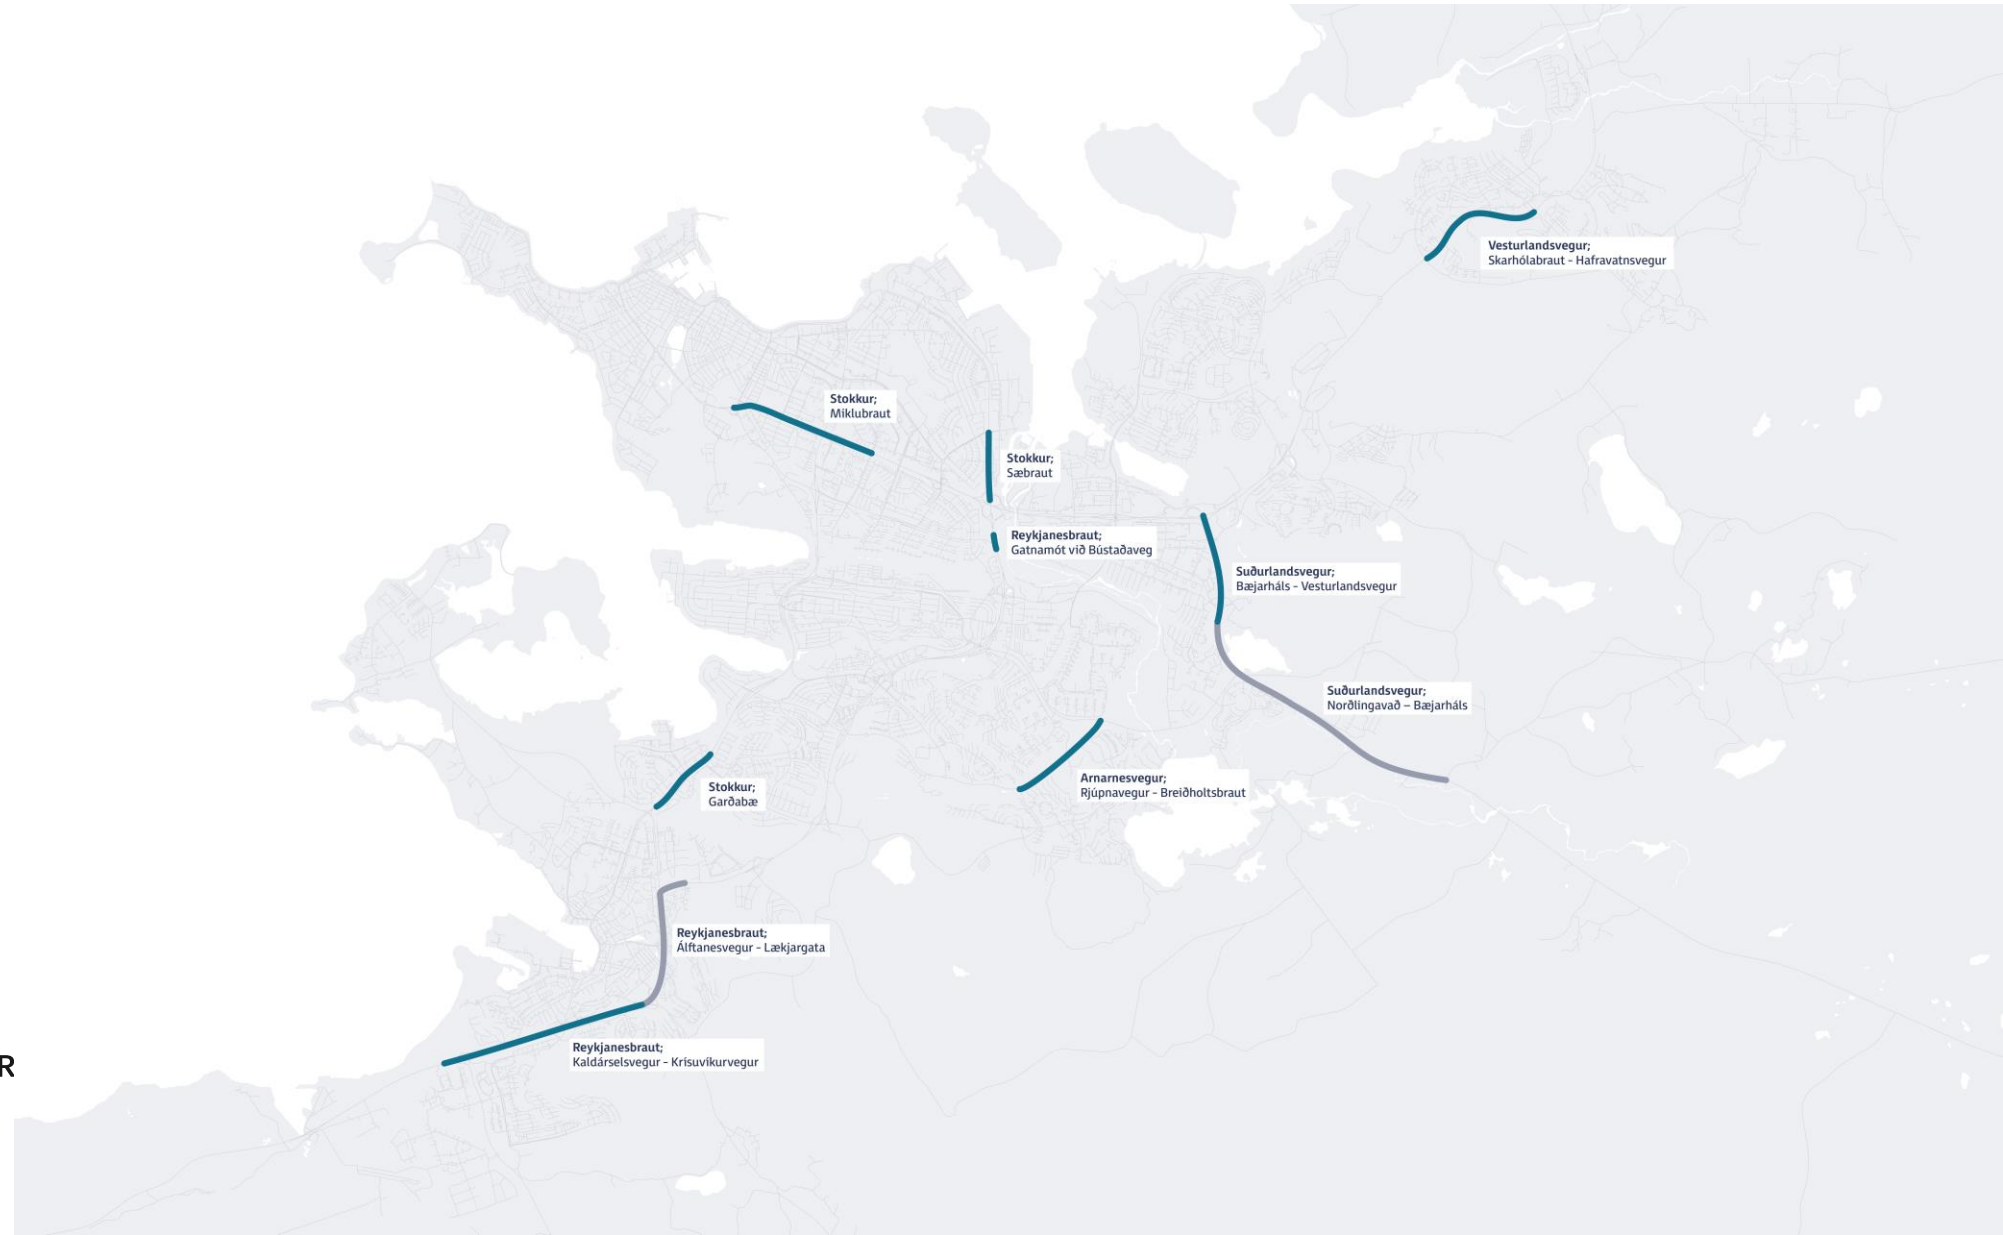 Vesturlandsvegur;
Skarhólabraut - Hafravatnsvegur
Stokkur;
Miklubraut
Stokkur;
Sæbraut
Reykjanesbraut;
Gatnamót við Bústaðaveg
Suðurlandsvegur;
Bæjarháls - Vesturlandsvegur
Suðurlandsvegur;
Norðlingavað – Bæjarháls
Stokkur;
Garðabæ
Arnarnesvegur;
Rjúpnavegur - Breiðholtsbraut
Reykjanesbraut;
Álftanesvegur - Lækjargata
Reykjanesbraut;
Kaldárselsvegur - Krísuvíkurvegur
R